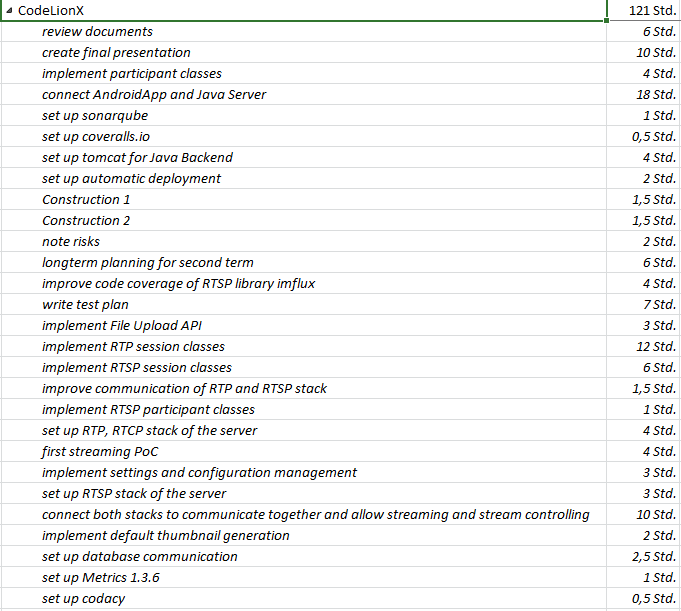 CodeLionX 121 Std.
review documents 6 Std.
create final presentation 10 Std.
implement participant classes 4 Std.
connect AndroidApp and Java Server 18 Std.
set up sonarqube 1 Std.
set up coveralls.io 0,5 Std.
set up tomcat for Java Backend 4 Std.
set up automatic deployment 2 Std.
Construction 1 1,5 Std.
Construction 2 1,5 Std.
note risks 2 Std.
longterm planning for second term 6 Std.
improve code coverage of RTSP library imflux 4 Std.
write test plan 7 Std.
implement File Upload API 3 Std.
implement RTP session classes 12 Std.
implement RTSP session classes 6 Std.
improve communication of RTP and RTSP stack 1,5 Std.
implement RTSP participant classes 1 Std.
set up RTP, RTCP stack of the server 4 Std.
first streaming PoC 4 Std.
implement settings and configuration management 3 Std.
set up RTSP stack of the server 3 Std.
connect both stacks to communicate together and allow streaming and stream controlling 10 Std.
implement default thumbnail generation 2 Std.
set up database communication 2,5 Std.
set up Metrics 1.3.6 1 Std.
set up codacy 0,5 Std.